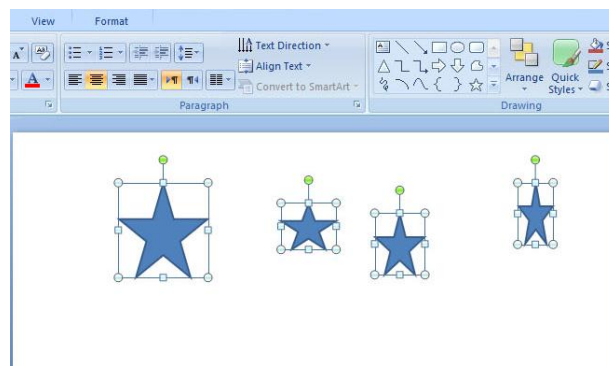 View Format
Text Direction
Align Text
Convert to SmartArt
Paragraph
Arrange Quick Styles
Drawing